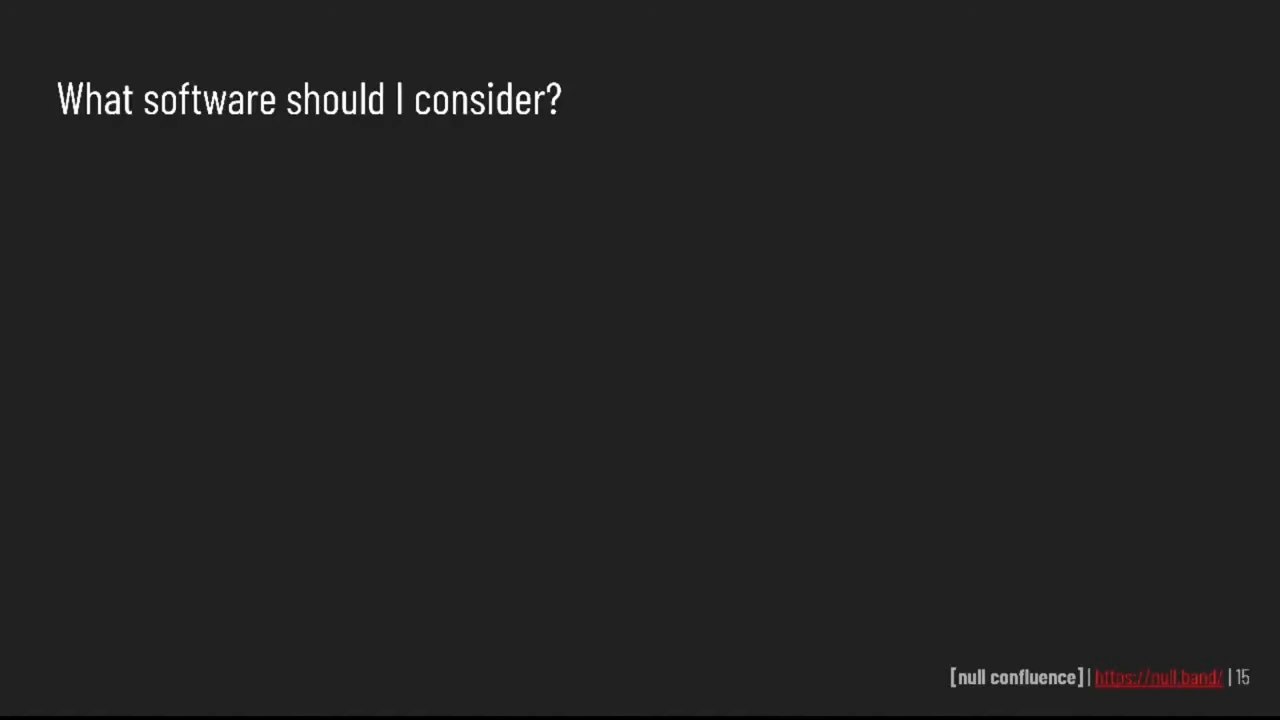 What software should I consider?
[null confluence] | https://null.band/ | 15